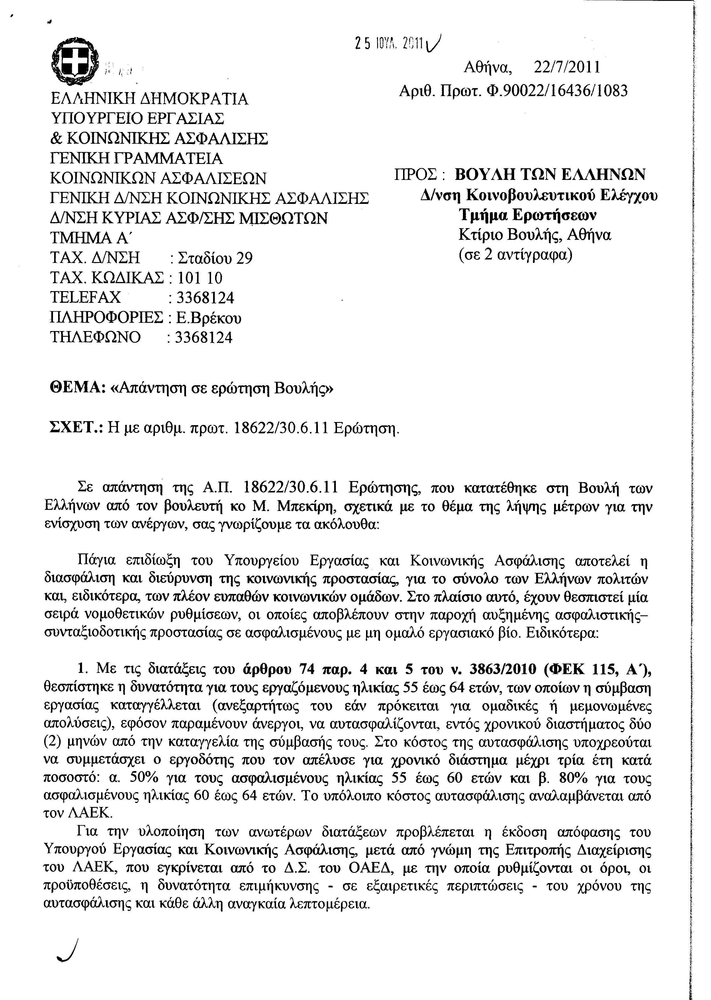 25 ΙΟΥΛ. 2011
Αθήνα, 22/7/2011
Αριθ. Πρωτ. Φ.90022/16436/1083
ΕΛΛΗΝΙΚΗ ΔΗΜΟΚΡΑΤΙΑ
ΥΠΟΥΡΓΕΙΟ ΕΡΓΑΣΙΑΣ
& ΚΟΙΝΩΝΙΚΗΣ ΑΣΦΑΛΙΣΗΣ
ΓΕΝΙΚΗ ΓΡΑΜΜΑΤΕΙΑ
ΚΟΙΝΩΝΙΚΩΝ ΑΣΦΑΛΙΣΕΩΝ
ΓΕΝΙΚΗ Δ/ΝΣΗ ΚΟΙΝΩΝΙΚΗΣ ΑΣΦΑΛΙΣΗΣ
Δ/ΝΣΗ ΚΥΡΙΑΣ ΑΣΦ/ΣΗΣ ΜΙΣΘΩΤΩΝ
ΤΜΗΜΑ Α΄
ΤΑΧ. Δ/ΝΣΗ : Σταδίου 29
ΤΑΧ. ΚΩΔΙΚΑΣ : 101 10
TELEFAX : 3368124
ΠΛΗΡΟΦΟΡΙΕΣ : Ε.Βρέκου
ΤΗΛΕΦΩΝΟ : 3368124
ΠΡΟΣ : ΒΟΥΛΗ ΤΩΝ ΕΛΛΗΝΩΝ
Δ/νση Κοινοβουλευτικού Ελέγχου
Τμήμα Ερωτήσεων
Κτίριο Βουλής, Αθήνα
(σε 2 αντίγραφα)
ΘΕΜΑ: «Απάντηση σε ερώτηση Βουλής»
ΣΧΕΤ.: Η με αριθμ. πρωτ. 18622/30.6.11 Ερώτηση.
Σε απάντηση της Α.Π. 18622/30.6.11 Ερώτησης, που κατατέθηκε στη Βουλή των
Ελλήνων από τον βουλευτή κο Μ. Μπεκίρη, σχετικά με το θέμα της λήψης μέτρων για την
ενίσχυση των ανέργων, σας γνωρίζουμε τα ακόλουθα:
Πάγια επιδίωξη του Υπουργείου Εργασίας και Κοινωνικής Ασφάλισης αποτελεί η
διασφάλιση και διεύρυνση της κοινωνικής προστασίας, για το σύνολο των Ελλήνων πολιτών
και, ειδικότερα, των πλέον ευπαθών κοινωνικών ομάδων. Στο πλαίσιο αυτό, έχουν θεσπιστεί μία
σειρά νομοθετικών ρυθμίσεων, οι οποίες αποβλέπουν στην παροχή αυξημένης ασφαλιστικής–
συνταξιοδοτικής προστασίας σε ασφαλισμένους με μη ομαλό εργασιακό βίο. Ειδικότερα:
1. Με τις διατάξεις του άρθρου 74 παρ. 4 και 5 του ν. 3863/2010 (ΦΕΚ 115, Α΄),
θεσπίστηκε η δυνατότητα για τους εργαζόμενους ηλικίας 55 έως 64 ετών, των οποίων η σύμβαση
εργασίας καταγγέλλεται (ανεξαρτήτως του εάν πρόκειται για ομαδικές ή μεμονωμένες
απολύσεις), εφόσον παραμένουν άνεργοι, να αυτασφαλίζονται, εντός χρονικού διαστήματος δύο
(2) μηνών από την καταγγελία της σύμβασής τους. Στο κόστος της αυτασφάλισης υποχρεούται
να συμμετάσχει ο εργοδότης που τον απέλυσε για χρονικό διάστημα μέχρι τρία έτη κατά
ποσοστό: α. 50% για τους ασφαλισμένους ηλικίας 55 έως 60 ετών και β. 80% για τους
ασφαλισμένους ηλικίας 60 έως 64 ετών. Το υπόλοιπο κόστος αυτασφάλισης αναλαμβάνεται από
τον ΛΑΕΚ.
Για την υλοποίηση των ανωτέρων διατάξεων προβλέπεται η έκδοση απόφασης του
Υπουργού Εργασίας και Κοινωνικής Ασφάλισης, μετά από γνώμη της Επιτροπής Διαχείρισης
του ΛΑΕΚ, που εγκρίνεται από το Δ.Σ. του ΟΑΕΔ, με την οποία ρυθμίζονται οι όροι, οι
προϋποθέσεις, η δυνατότητα επιμήκυνσης - σε εξαιρετικές περιπτώσεις - του χρόνου της
αυτασφάλισης και κάθε άλλη αναγκαία λεπτομέρεια.